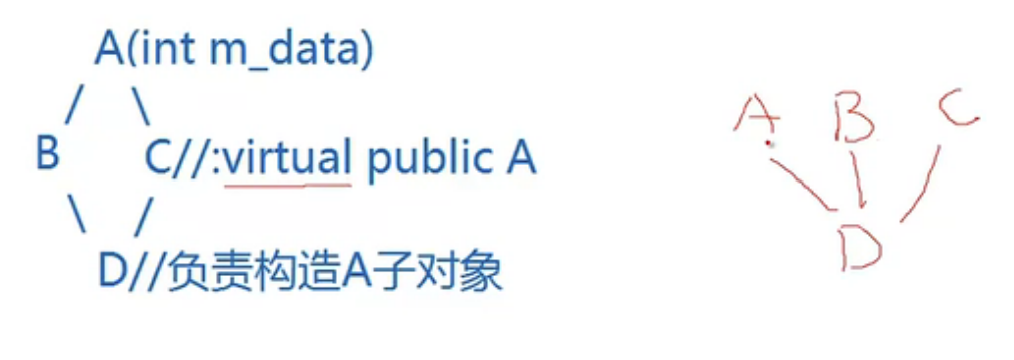 A(int m_data)
/ \
B C//:virtual public A
\ /
D//负责构造A子对象
A B C
D